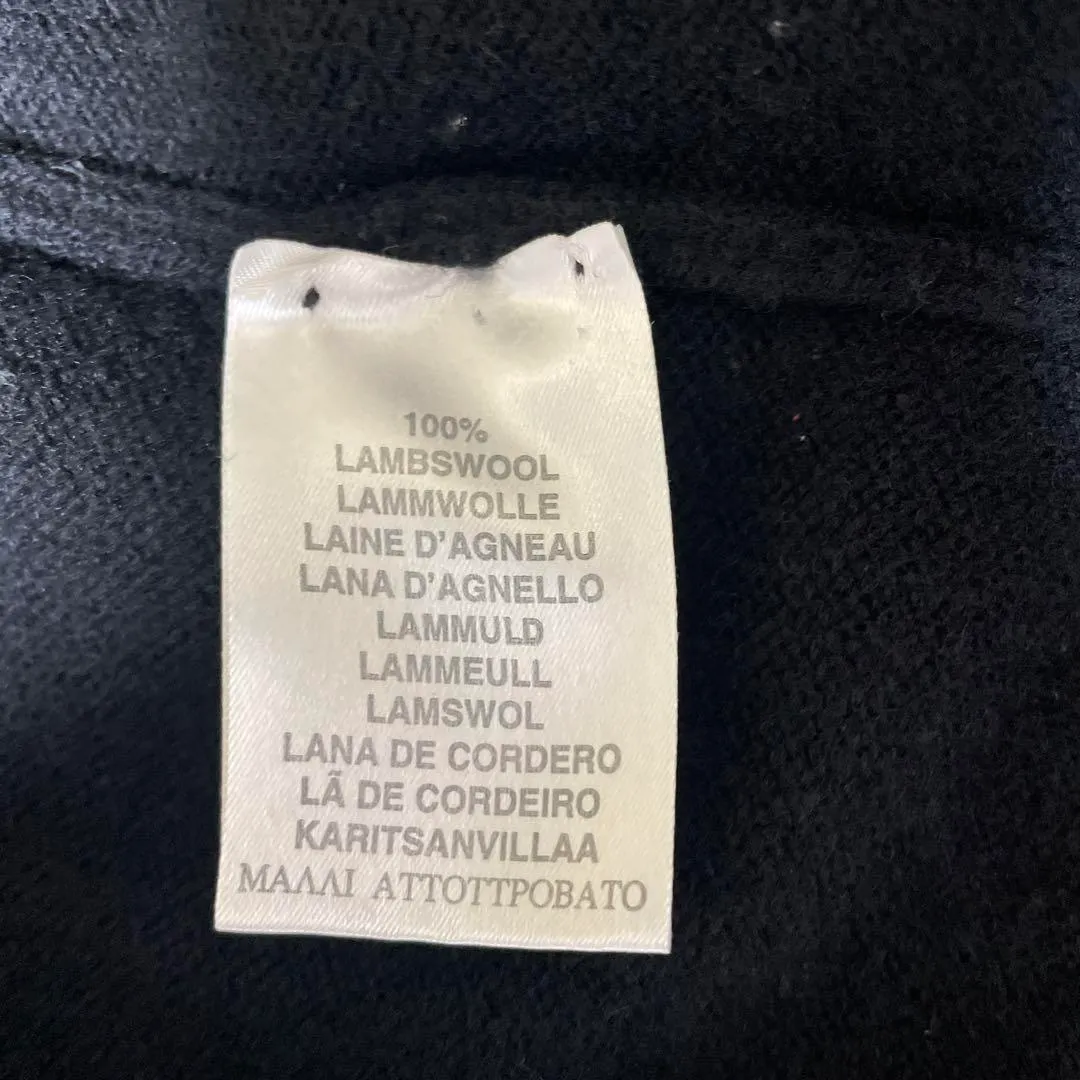 100%
LAMBSWOOL
LAMMWOLLE
LAINE D'AGNEAU
LANA D'AGNELLO
LAMMULD
LAMMEULL
LAMSWOL
LANA DE CORDERO
LÃ DE CORDEIRO
KARITSANVILLAA
ΜΑΛΛΙ ΑΤΤΟΤΤΡΟΒΑΤΟ